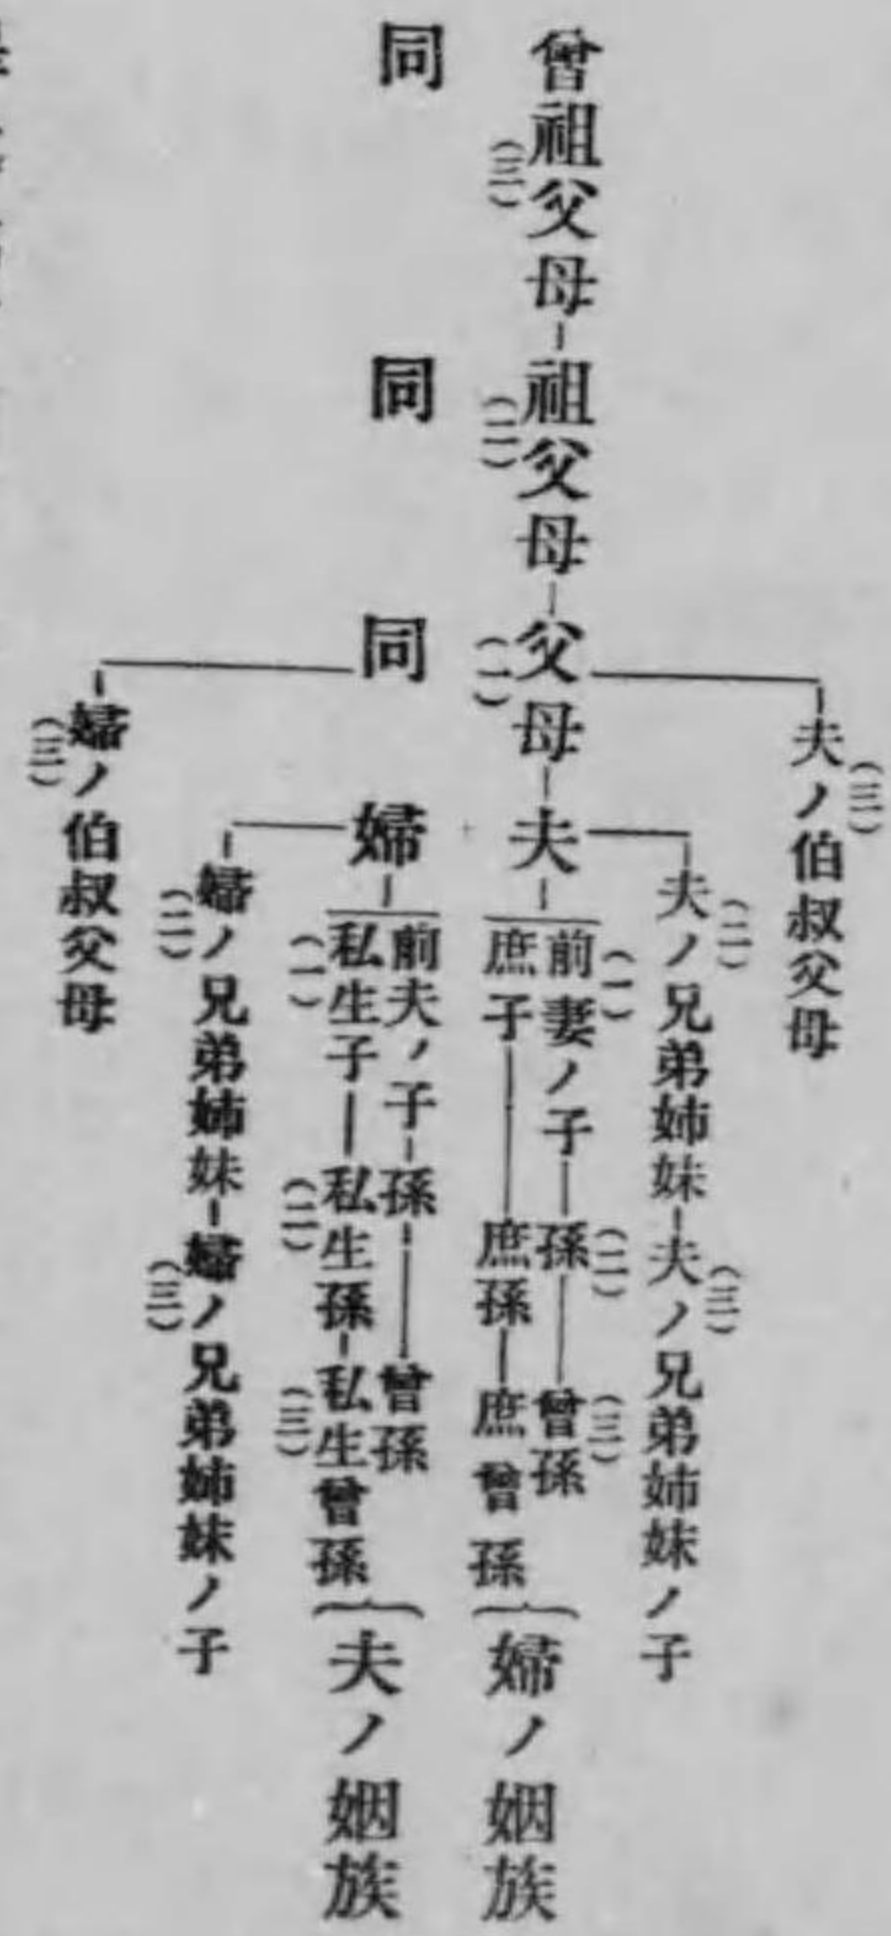 夫ノ伯叔父母
(三)
夫ノ兄弟姉妹
(二)
夫ノ兄弟姉妹ノ子
(三)
曾祖父母
(三)
祖父母
(二)
父母
(一)
夫
前妻ノ子
(一)
孫
(二)
曾孫
(三)
庶子
庶孫
庶曾孫
婦ノ姻族
同
同
同
婦
前夫ノ子
孫
曾孫
私生子
(一)
私生孫
(二)
私生曾孫
(三)
夫ノ姻族
婦ノ兄弟姉妹
(二)
婦ノ兄弟姉妹ノ子
(三)
婦ノ伯叔父母
(三)